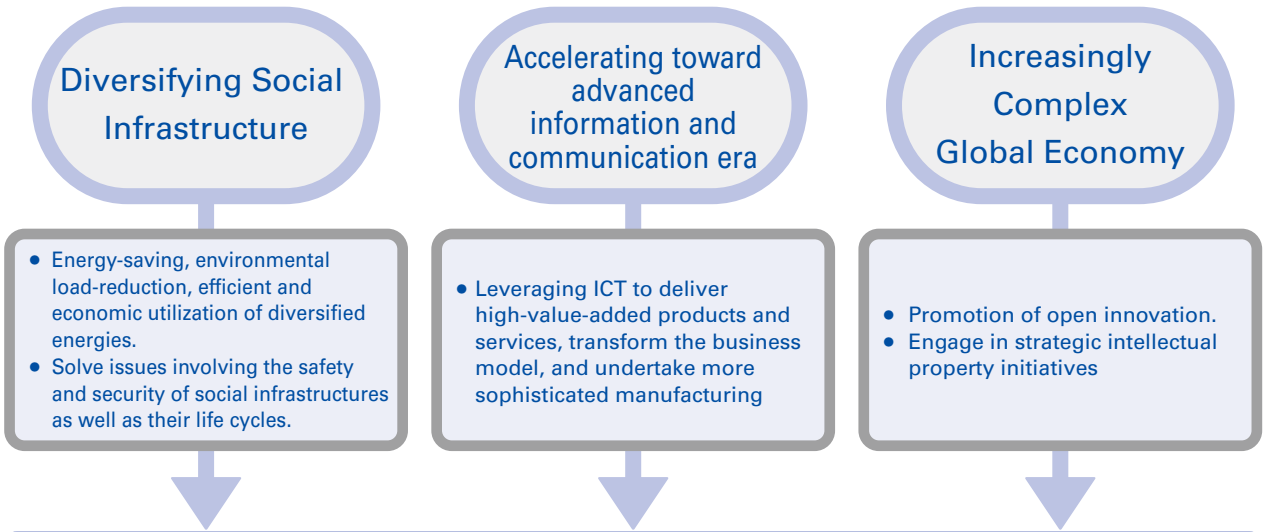 Diversifying Social
Infrastructure
● Energy-saving, environmental
load-reduction, efficient and
economic utilization of diversified
energies.
● Solve issues involving the safety
and security of social infrastructures
as well as their life cycles.
Accelerating toward
advanced
information and
communication era
● Leveraging ICT to deliver
high-value-added products and
services, transform the business
model, and undertake more
sophisticated manufacturing
Increasingly
Complex
Global Economy
● Promotion of open innovation.
● Engage in strategic intellectual
property initiatives